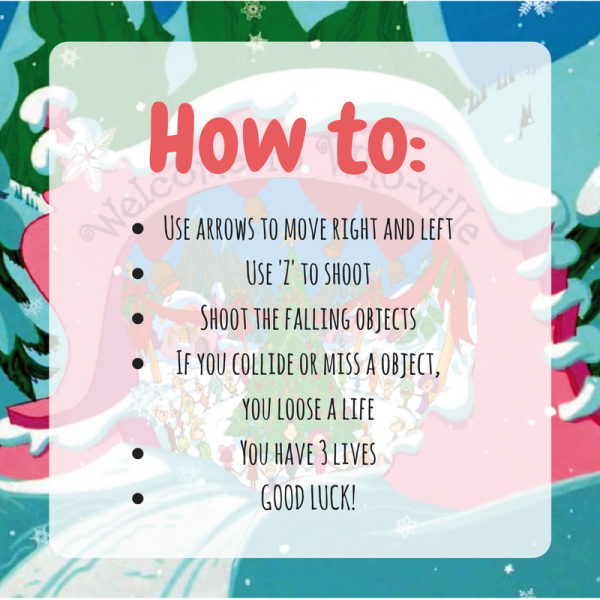 Welcome to Who-ville
How to:
• Use arrows to move right and left
• Use 'Z' to shoot
• Shoot the falling objects
• If you collide or miss a object,
you loose a life
• You have 3 lives
• GOOD LUCK!